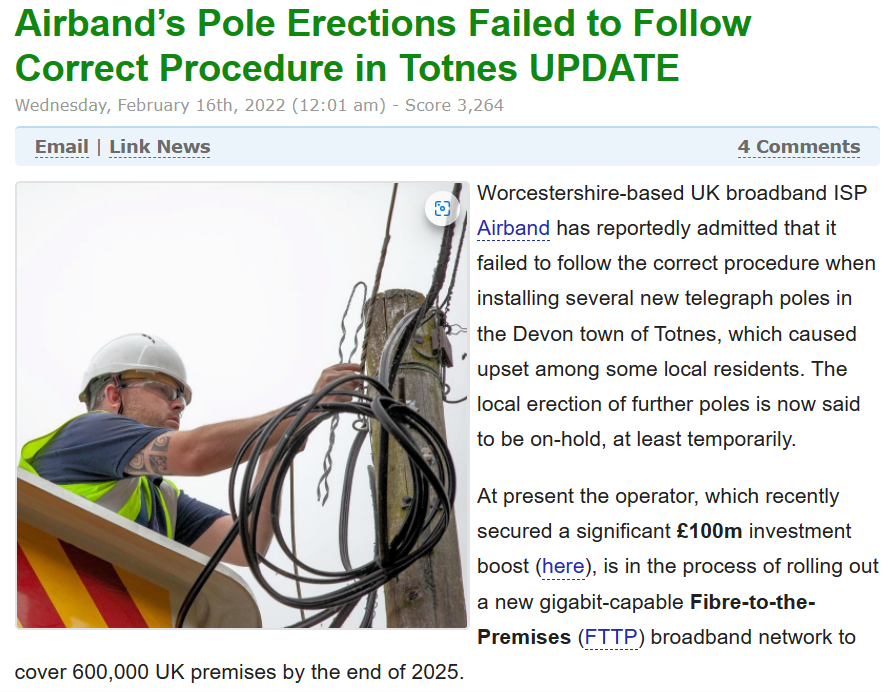 Airband’s Pole Erections Failed to Follow
Correct Procedure in Totnes UPDATE
Wednesday, February 16th, 2022 (12:01 am) - Score 3,264
Email | Link News
4 Comments
Worcestershire-based UK broadband ISP
Airband has reportedly admitted that it
failed to follow the correct procedure when
installing several new telegraph poles in
the Devon town of Totnes, which caused
upset among some local residents. The
local erection of further poles is now said
to be on-hold, at least temporarily.
At present the operator, which recently
secured a significant £100m investment
boost (here), is in the process of rolling out
a new gigabit-capable Fibre-to-the-
Premises (FTTP) broadband network to
cover 600,000 UK premises by the end of 2025.